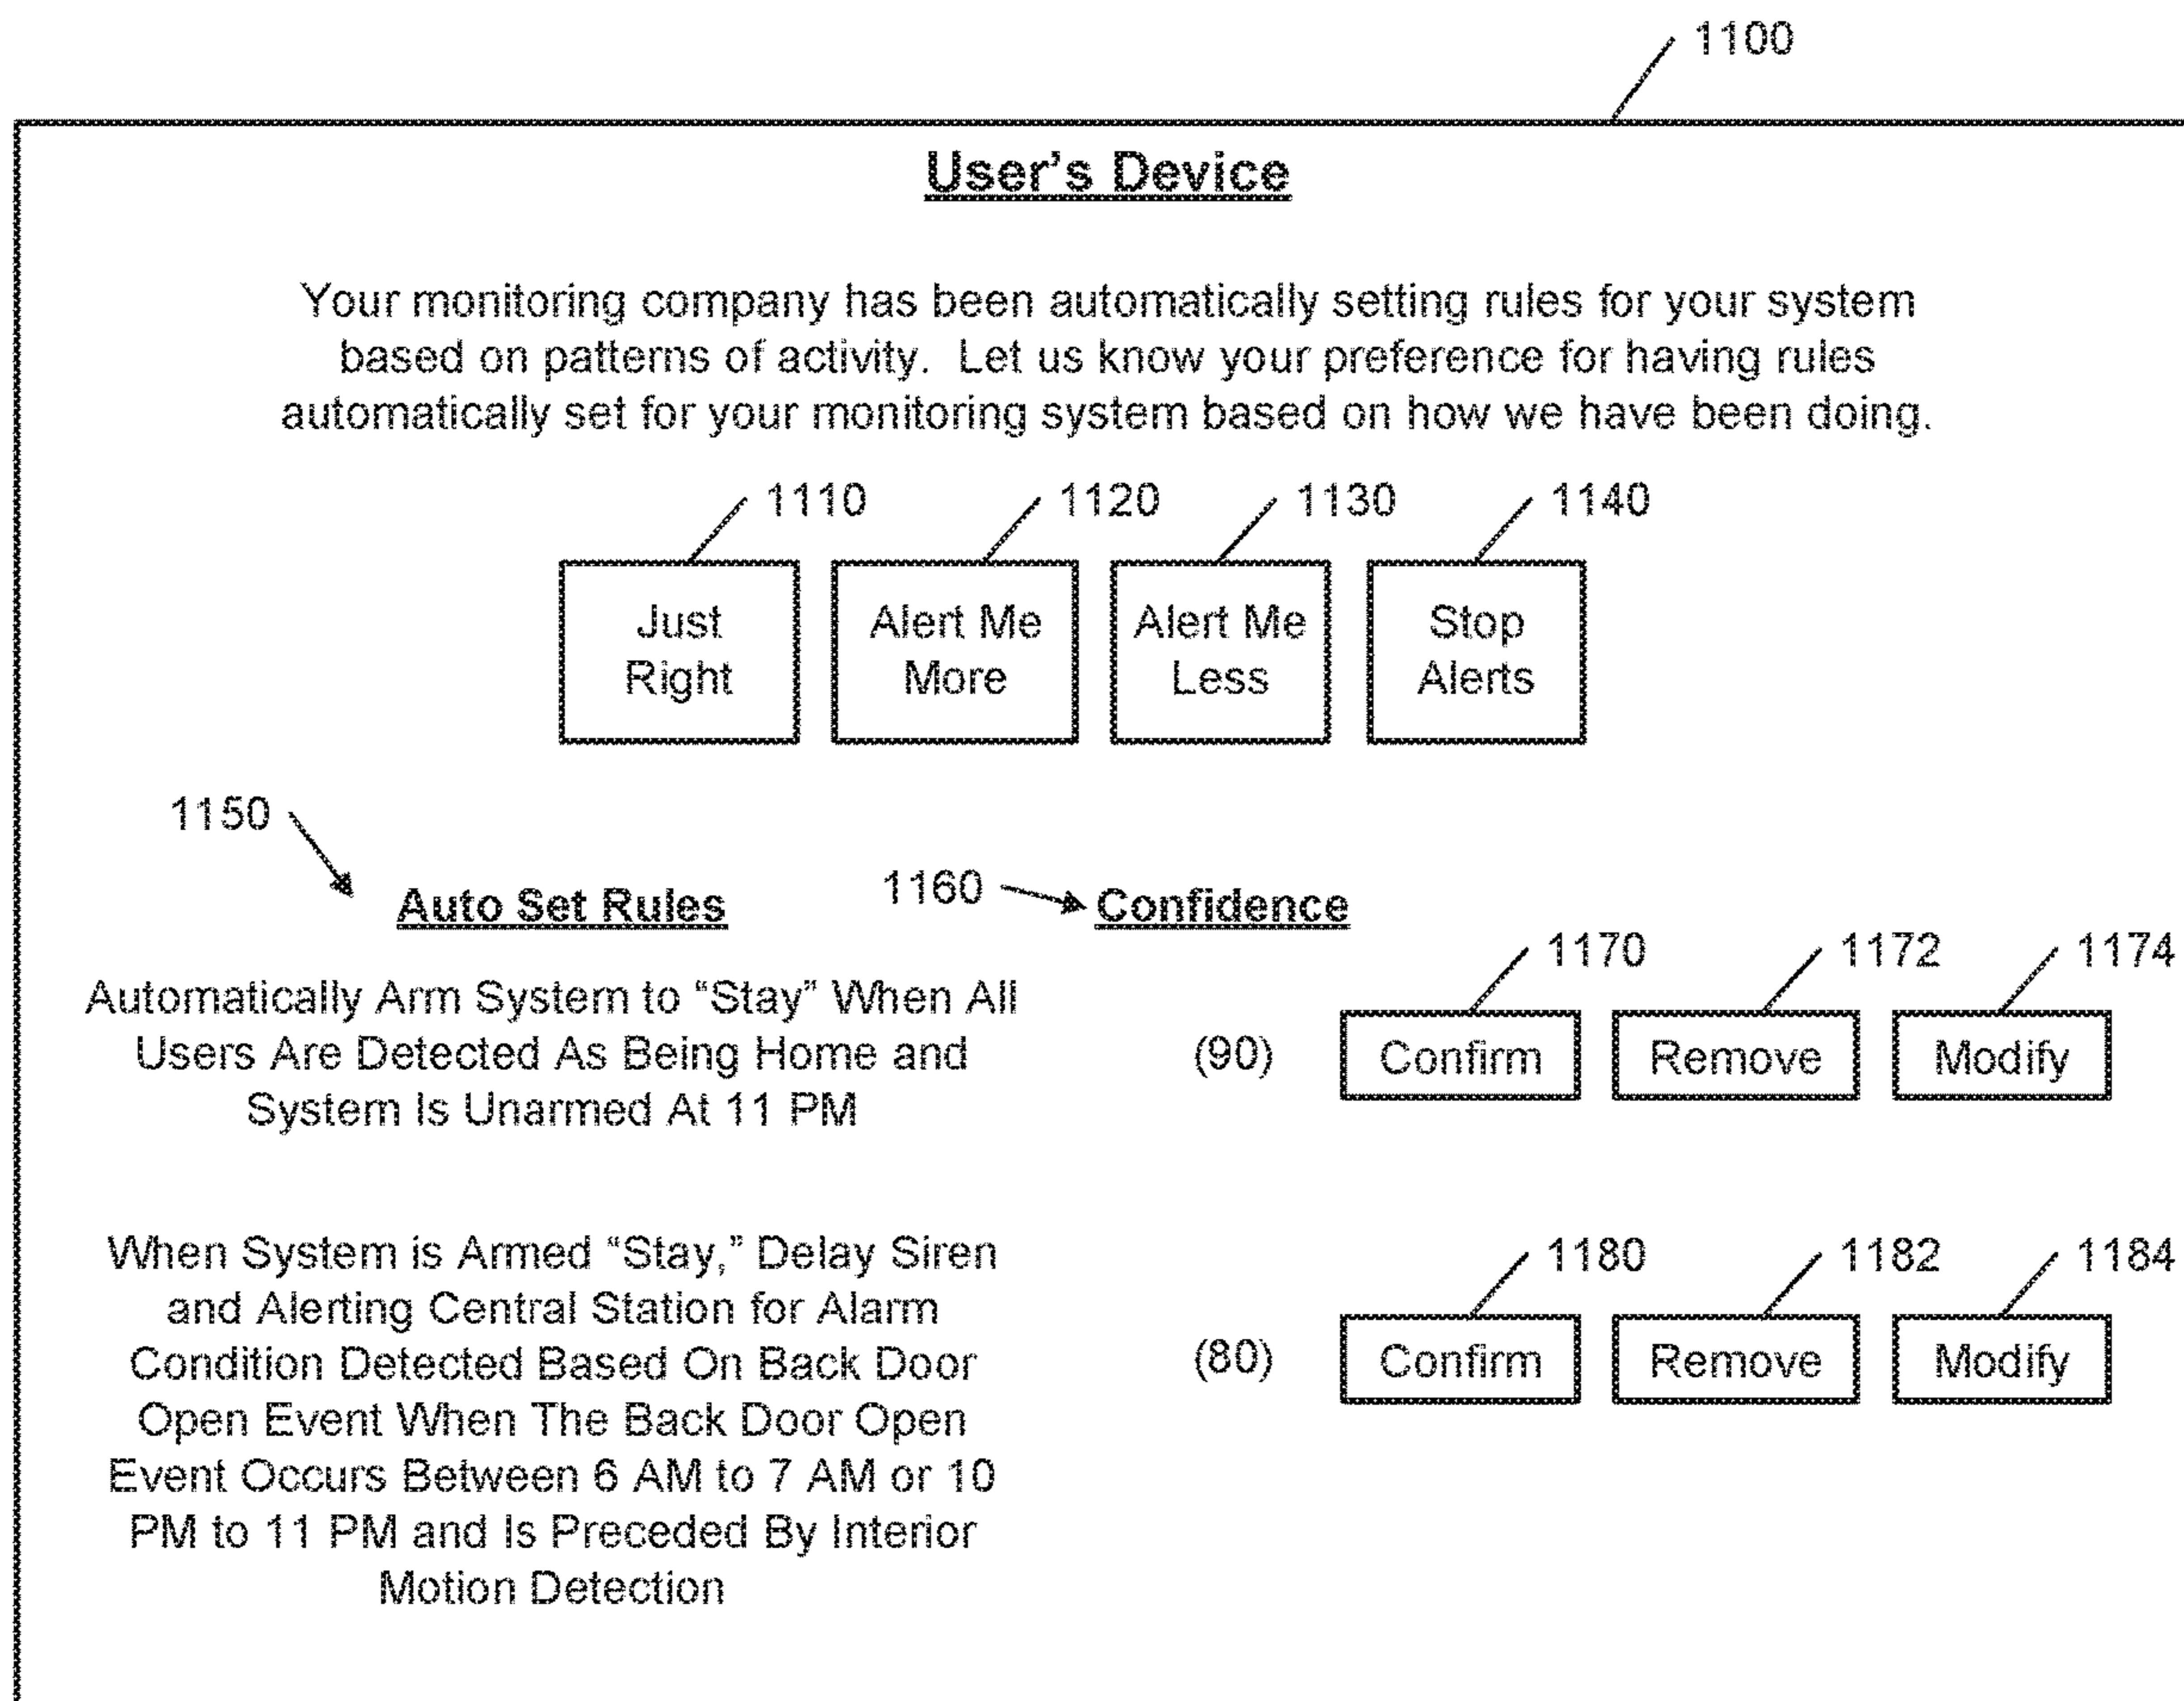 1100
User's Device
Your monitoring company has been automatically setting rules for your system
based on patterns of activity.  Let us know your preference for having rules
automatically set for your monitoring system based on how we have been doing.
1110 1120 1130 1140
Just
Right
Alert Me
More
Alert Me
Less
Stop
Alerts
1150
Auto Set Rules
1160
Confidence
Automatically Arm System to “Stay” When All
Users Are Detected As Being Home and
System Is Unarmed At 11 PM
(90)
1170 1172 1174
Confirm Remove Modify
When System is Armed “Stay,” Delay Siren
and Alerting Central Station for Alarm
Condition Detected Based On Back Door
Open Event When The Back Door Open
Event Occurs Between 6 AM to 7 AM or 10
PM to 11 PM and Is Preceded By Interior
Motion Detection
(80)
1180 1182 1184
Confirm Remove Modify